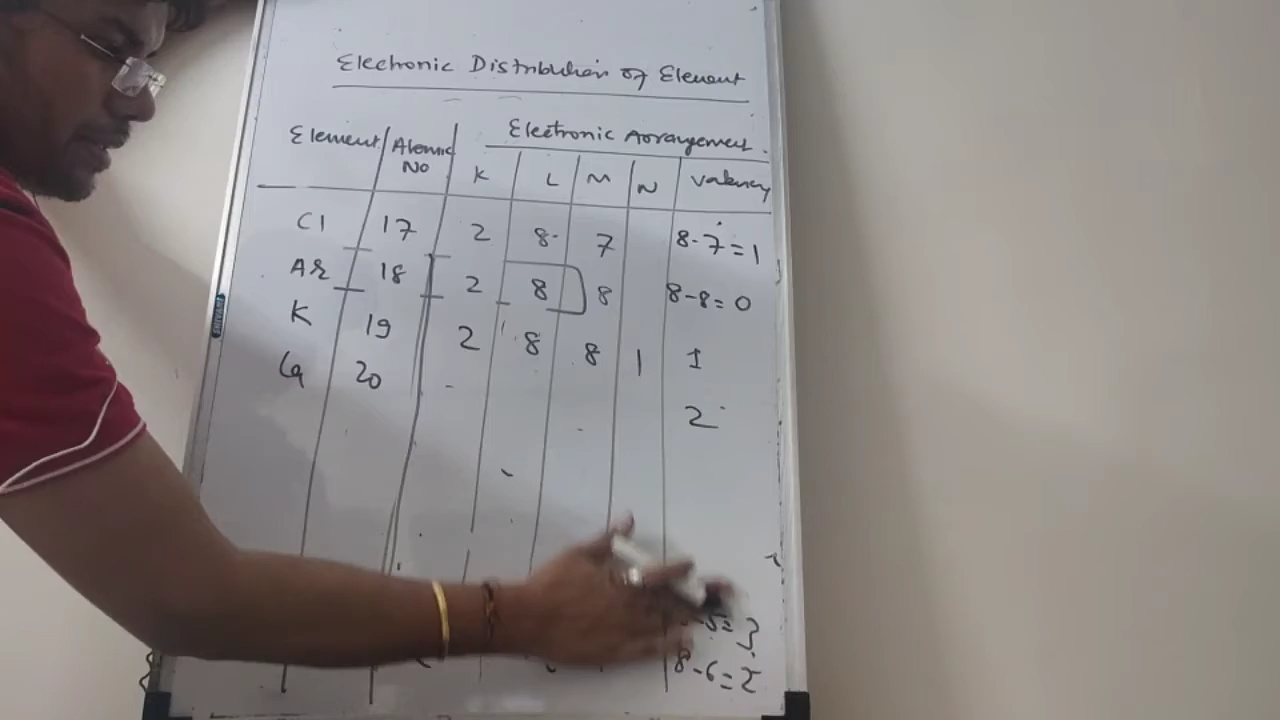 Electronic Distribution of Element
Electronic Arrangement.
Element Atomic No K L M N Valency
Cl 17 2 8 7 8-7=1
Ar 18 2 8 8 8-8=0
K 19 2 8 8 1 1
Ca 20 2
5=3
8-6=2